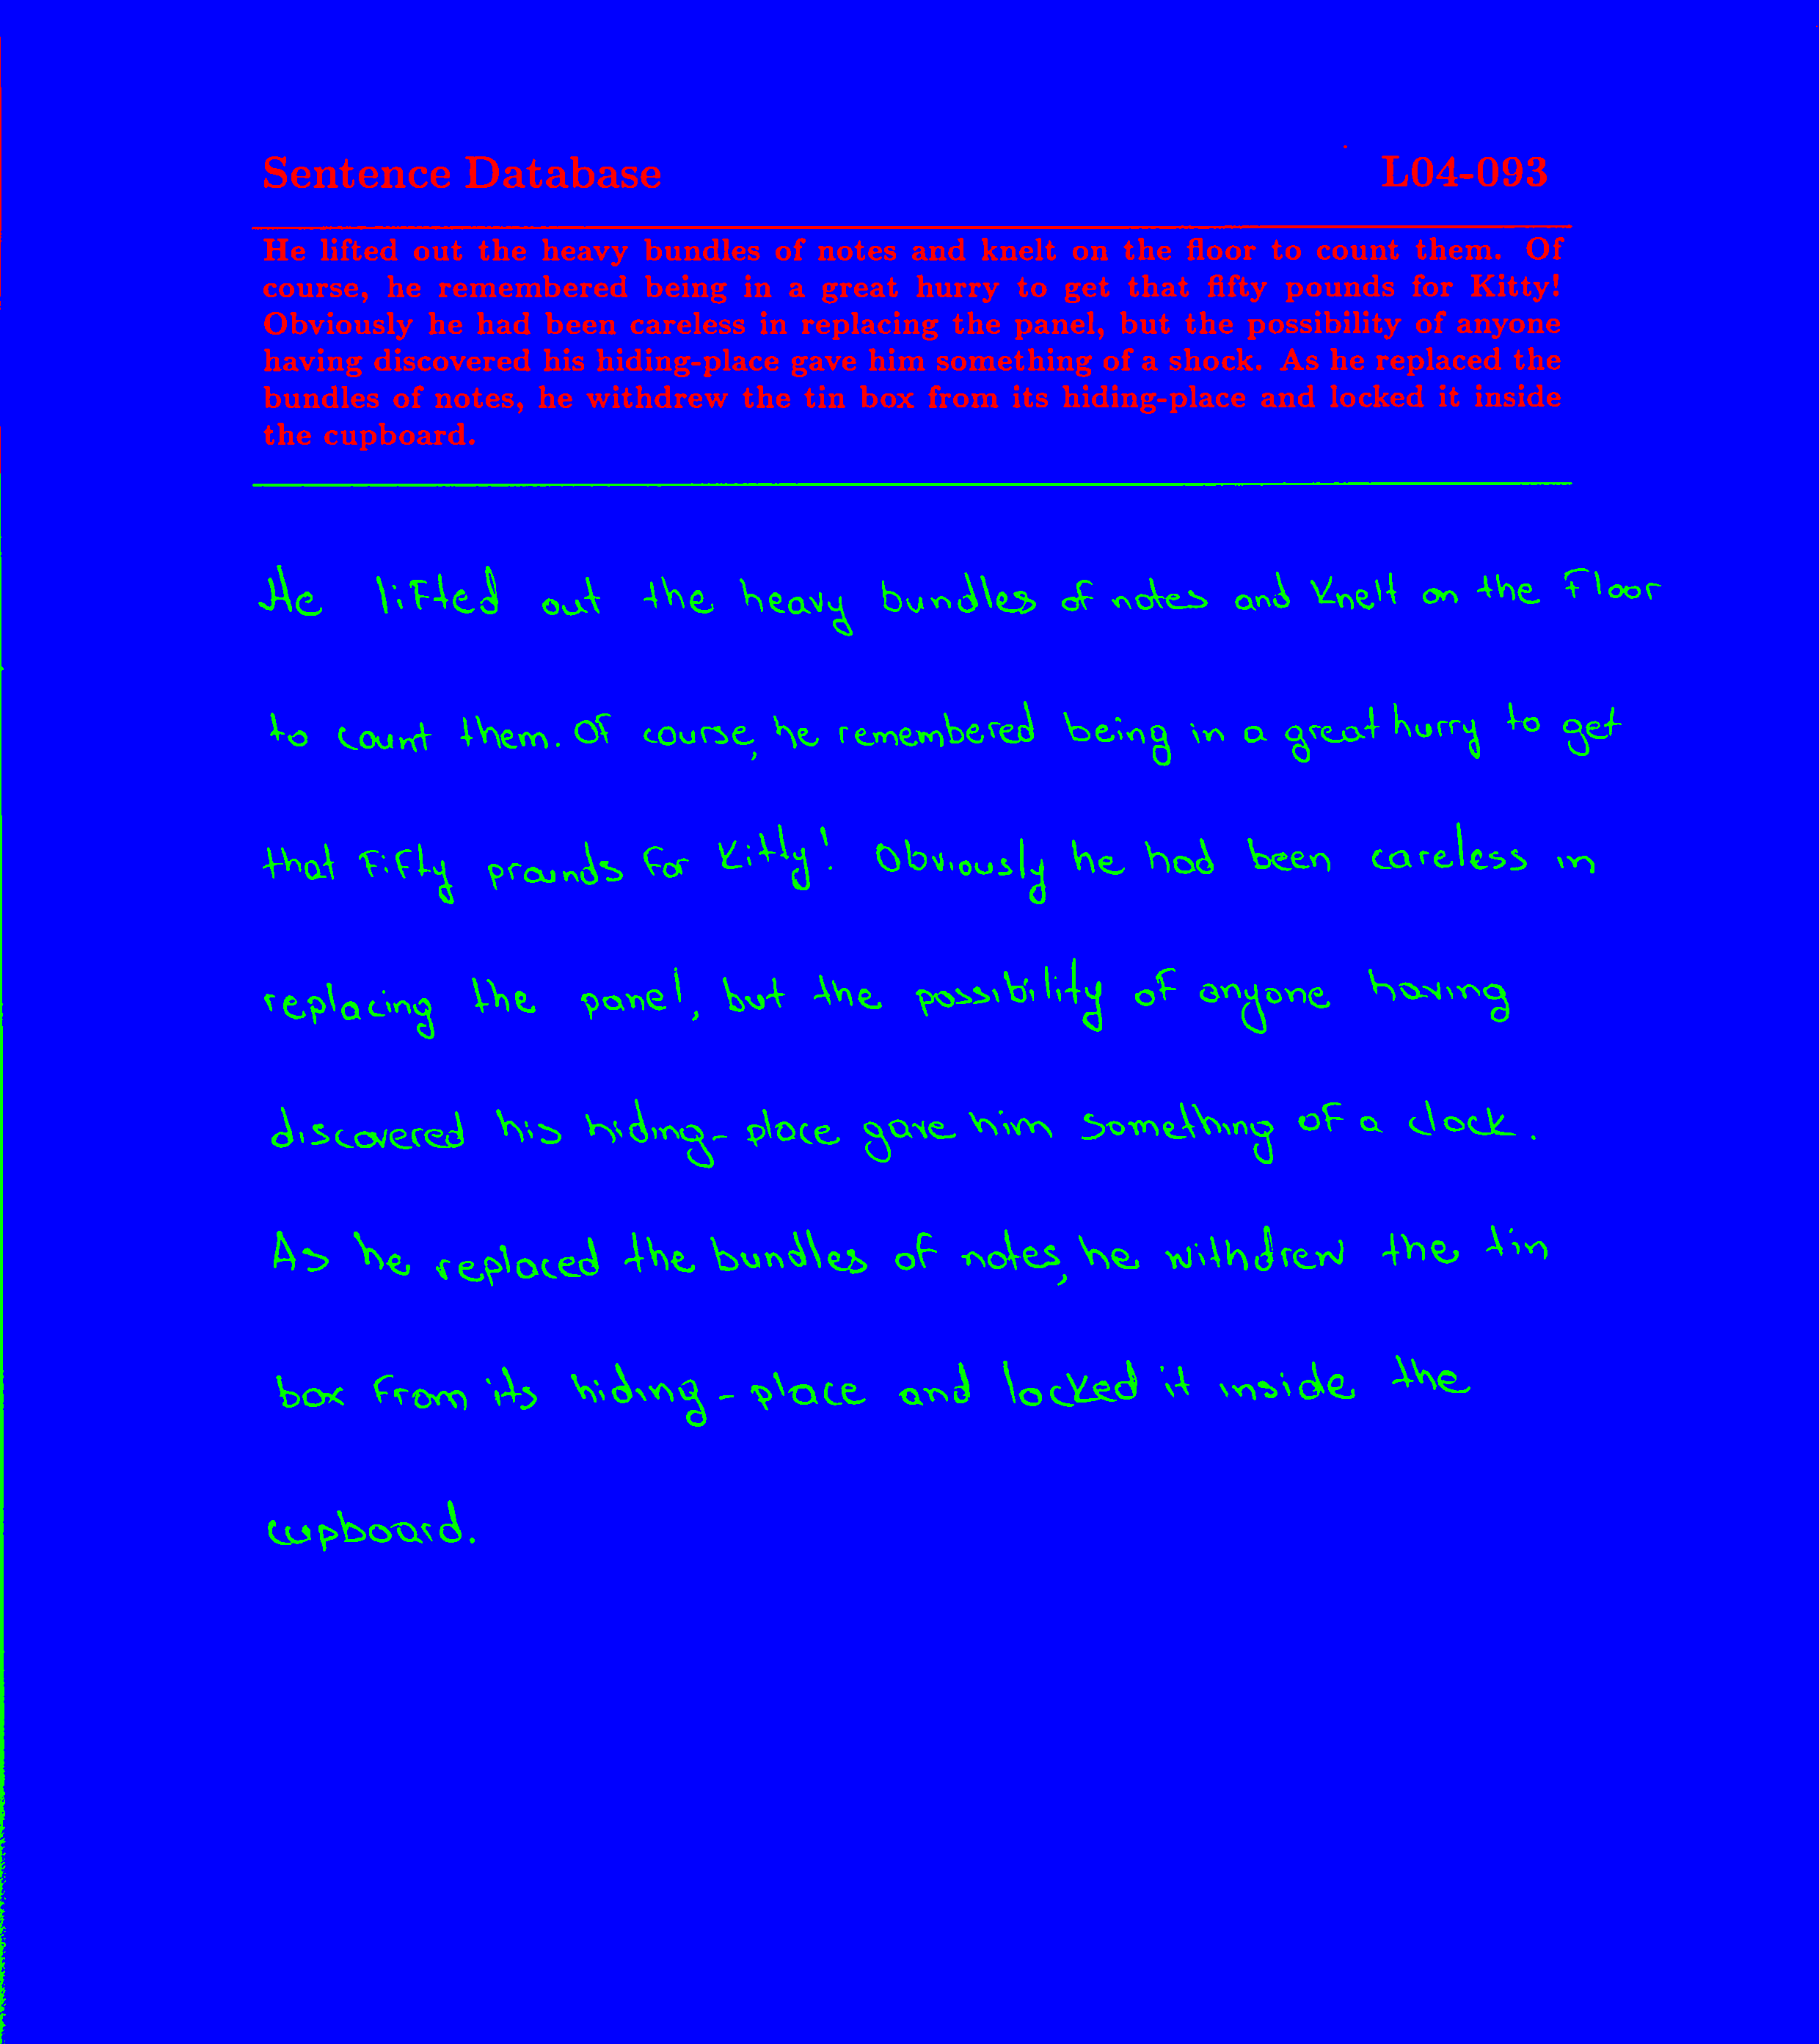 Sentence Database L04-093
He lifted out the heavy bundles of notes and knelt on the floor to count them. Of
course, he remembered being in a great hurry to get that fifty pounds for Kitty!
Obviously he had been careless in replacing the panel, but the possibility of anyone
having discovered his hiding-place gave him something of a shock. As he replaced the
bundles of notes, he withdrew the tin box from its hiding-place and locked it inside
the cupboard.
He lifted out the heavy bundles of notes and knelt on the floor
to count them. Of course, he remembered being in a great hurry to get
that fifty prounds for Kitty! Obviously he had been careless in
replacing the panel, but the possibility of anyone having
discovered his hiding-place gave him something of a clock.
As he replaced the bundles of notes, he withdrew the tin
box from its hiding-place and locked it inside the
cupboard.